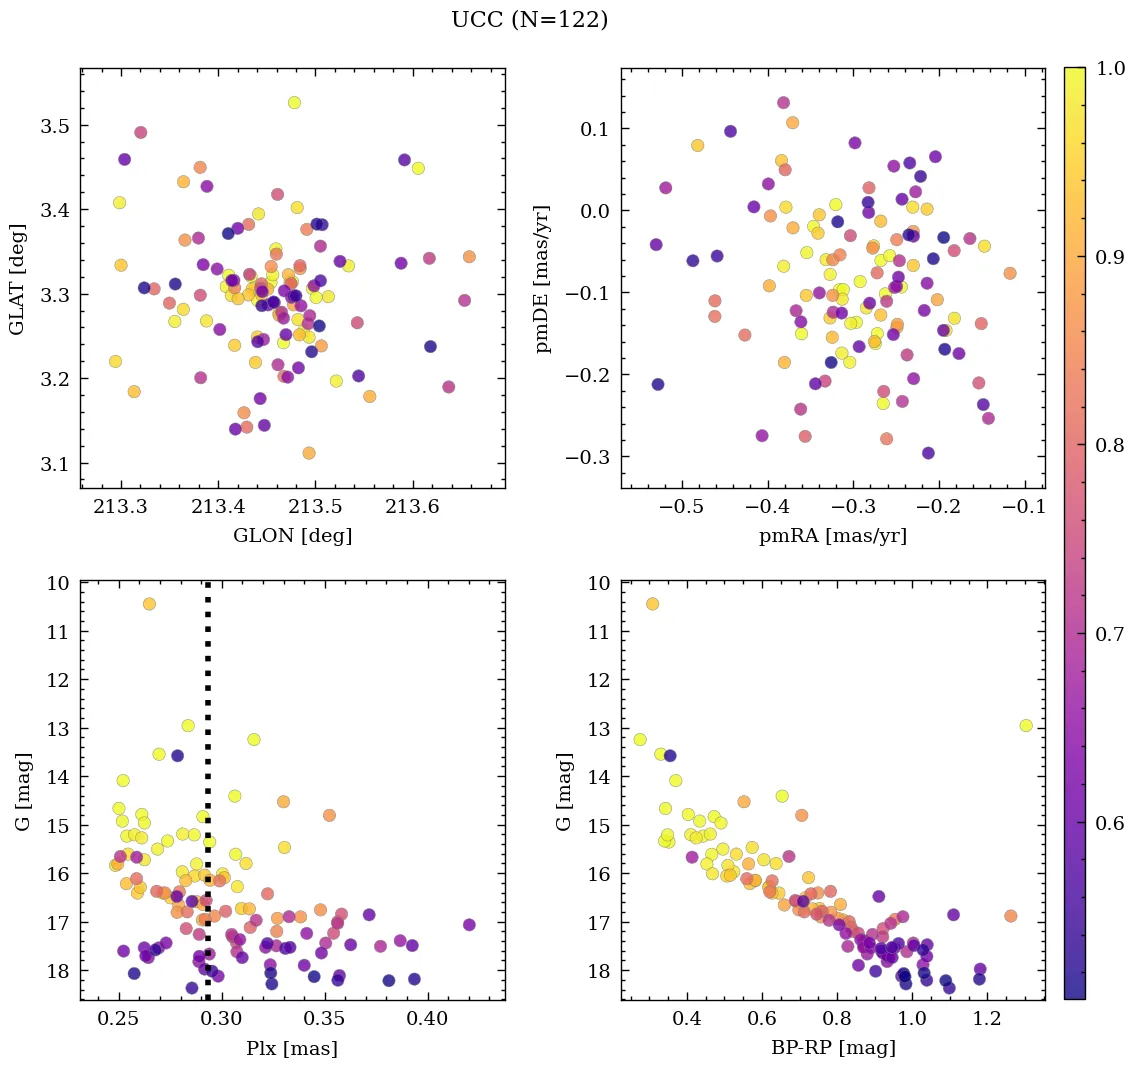 UCC (N=122)
3.5
3.4
3.3
3.2
3.1
GLAT [deg]
213.3 213.4 213.5 213.6
GLON [deg]
0.1
0.0
−0.1
−0.2
−0.3
pmDE [mas/yr]
−0.5 −0.4 −0.3 −0.2 −0.1
pmRA [mas/yr]
1.0
0.9
0.8
0.7
0.6
10
11
12
13
14
15
16
17
18
G [mag]
0.25 0.30 0.35 0.40
Plx [mas]
10
11
12
13
14
15
16
17
18
G [mag]
0.4 0.6 0.8 1.0 1.2
BP-RP [mag]